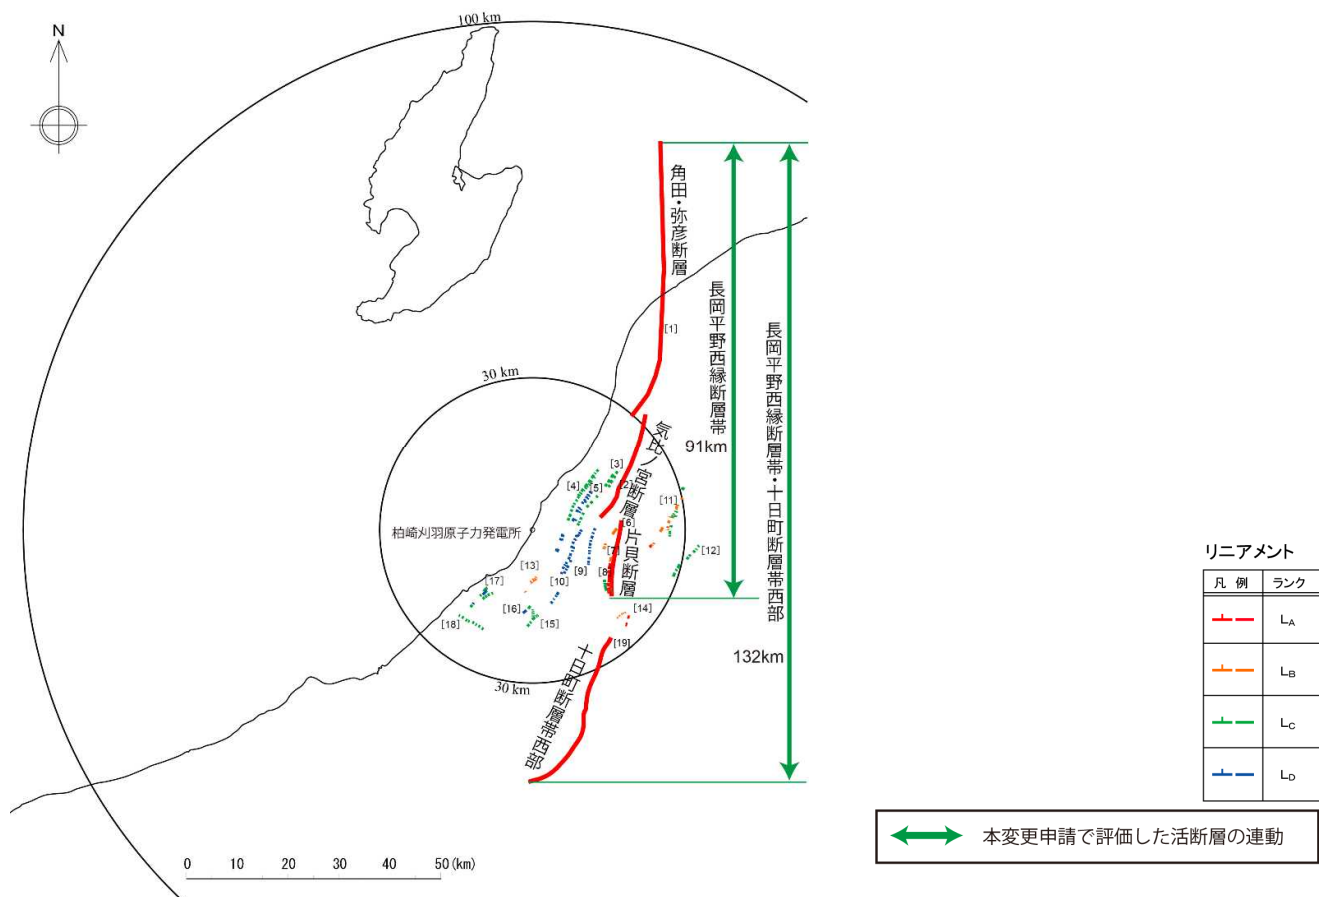 100 km
N
角田・弥彦断層
長岡平野西縁断層帯
長岡平野西縁断層帯・十日町断層帯西部
[1]
30 km
気比ノ宮断層
91km
[3]
[4]
[5]
[2]
[11]
[6]
柏崎刈羽原子力発電所
片貝断層
[7]
[12]
[9]
[13]
[8]
[10]
[17]
[16]
[14]
[15]
[18]
[19]
132km
十日町断層帯西部
30 km
0 10 20 30 40 50(km)
リニアメント
凡 例 ランク
LA
LB
LC
LD
本変更申請で評価した活断層の連動